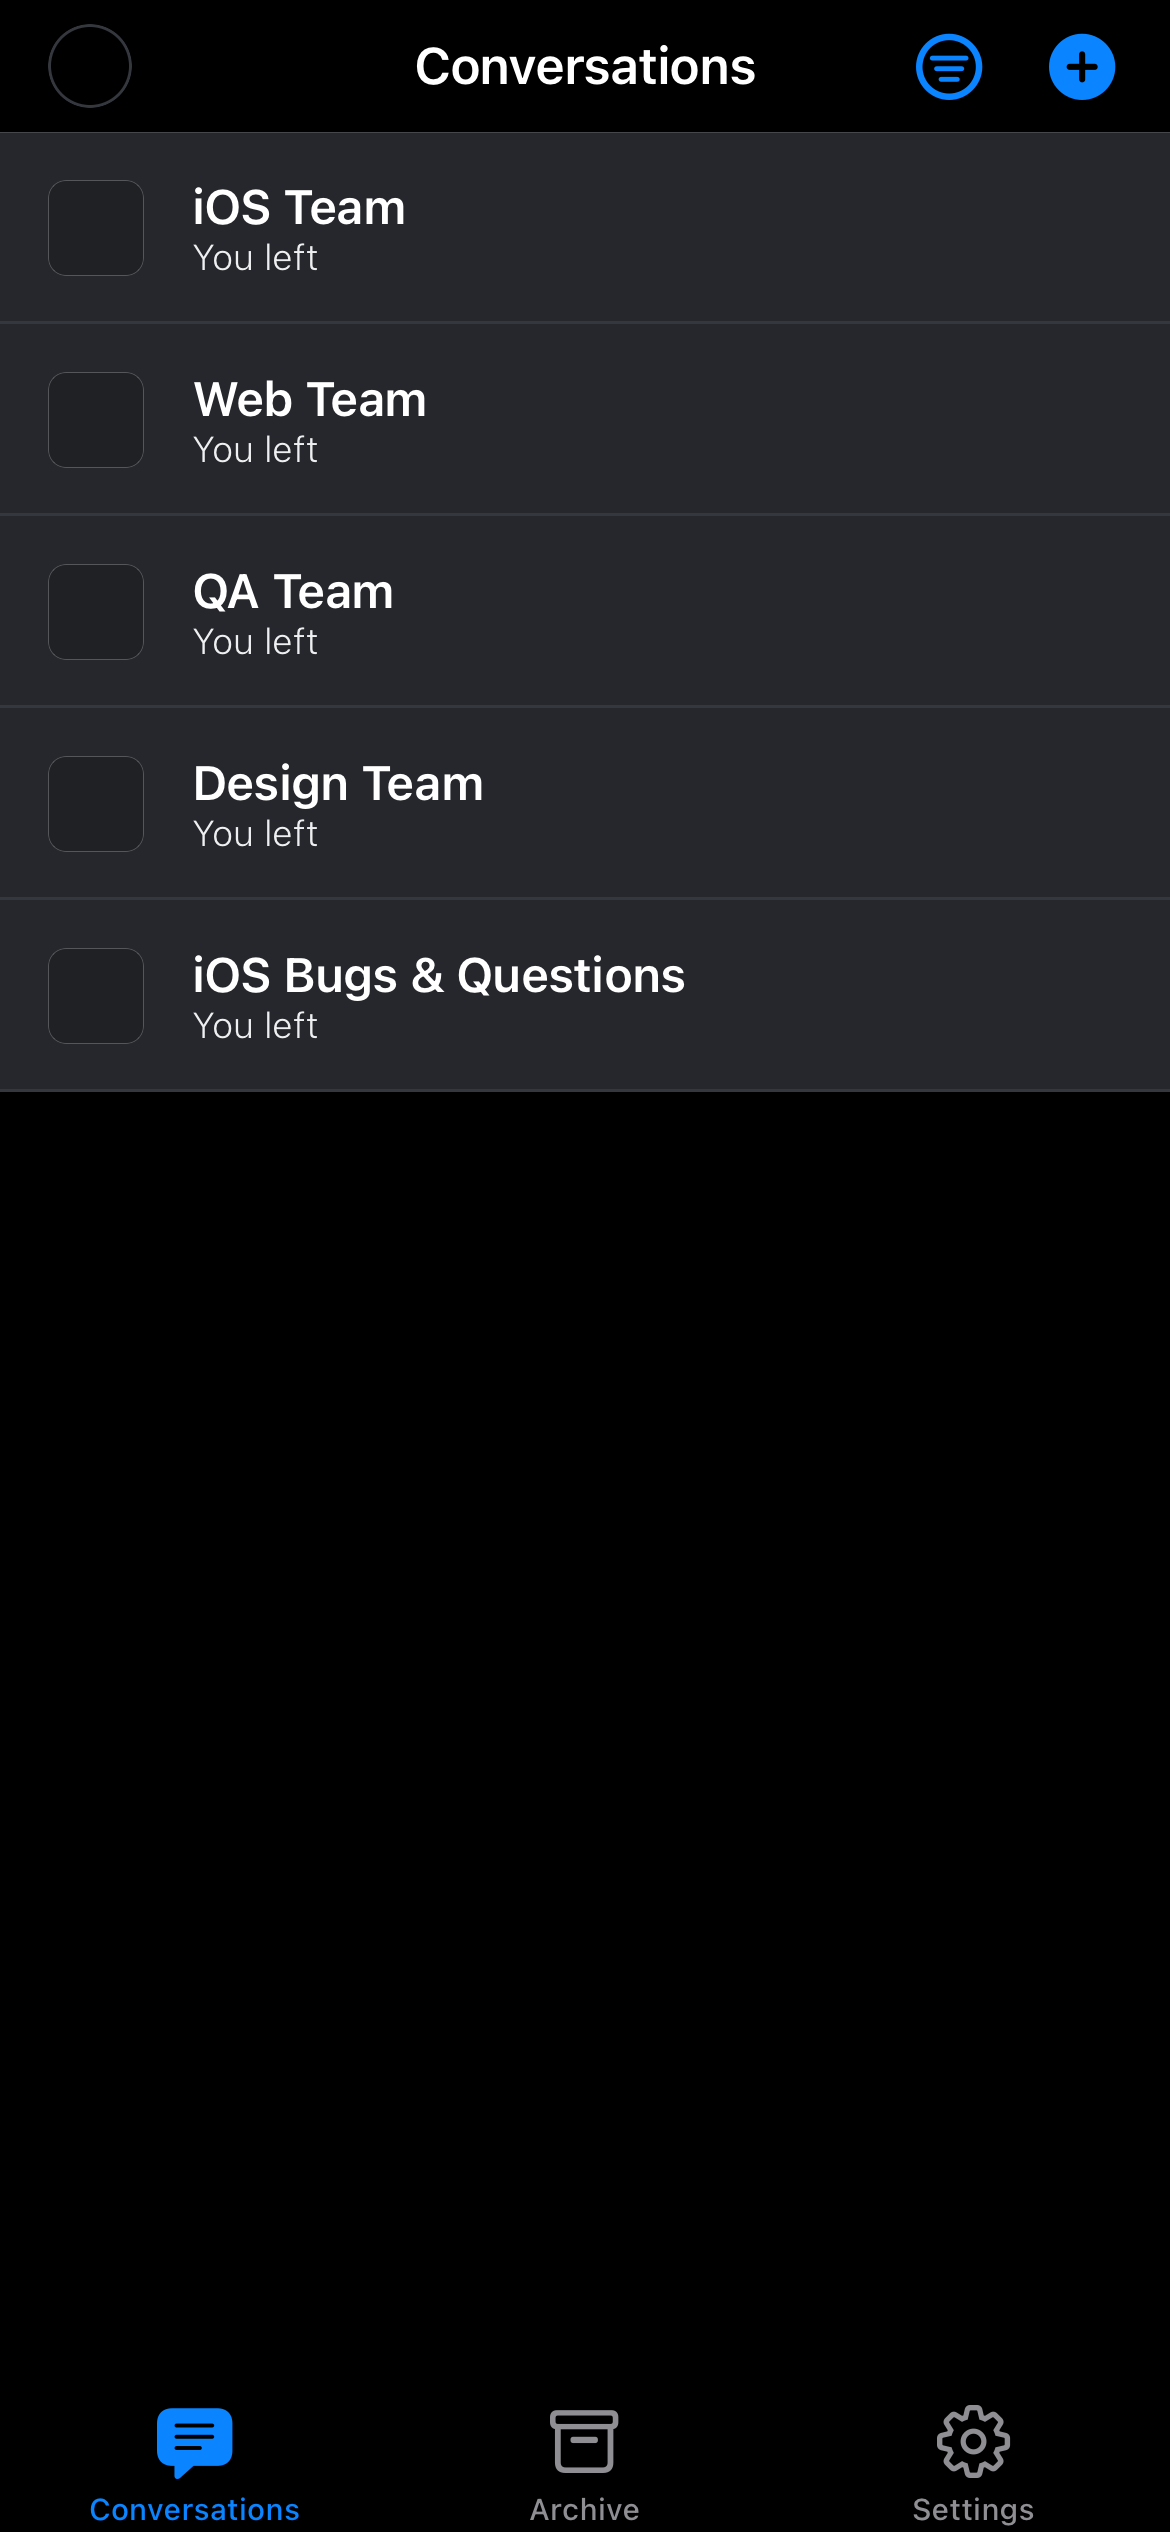 Conversations
iOS Team
You left
Web Team
You left
QA Team
You left
Design Team
You left
iOS Bugs & Questions
You left
Conversations
Archive
Settings